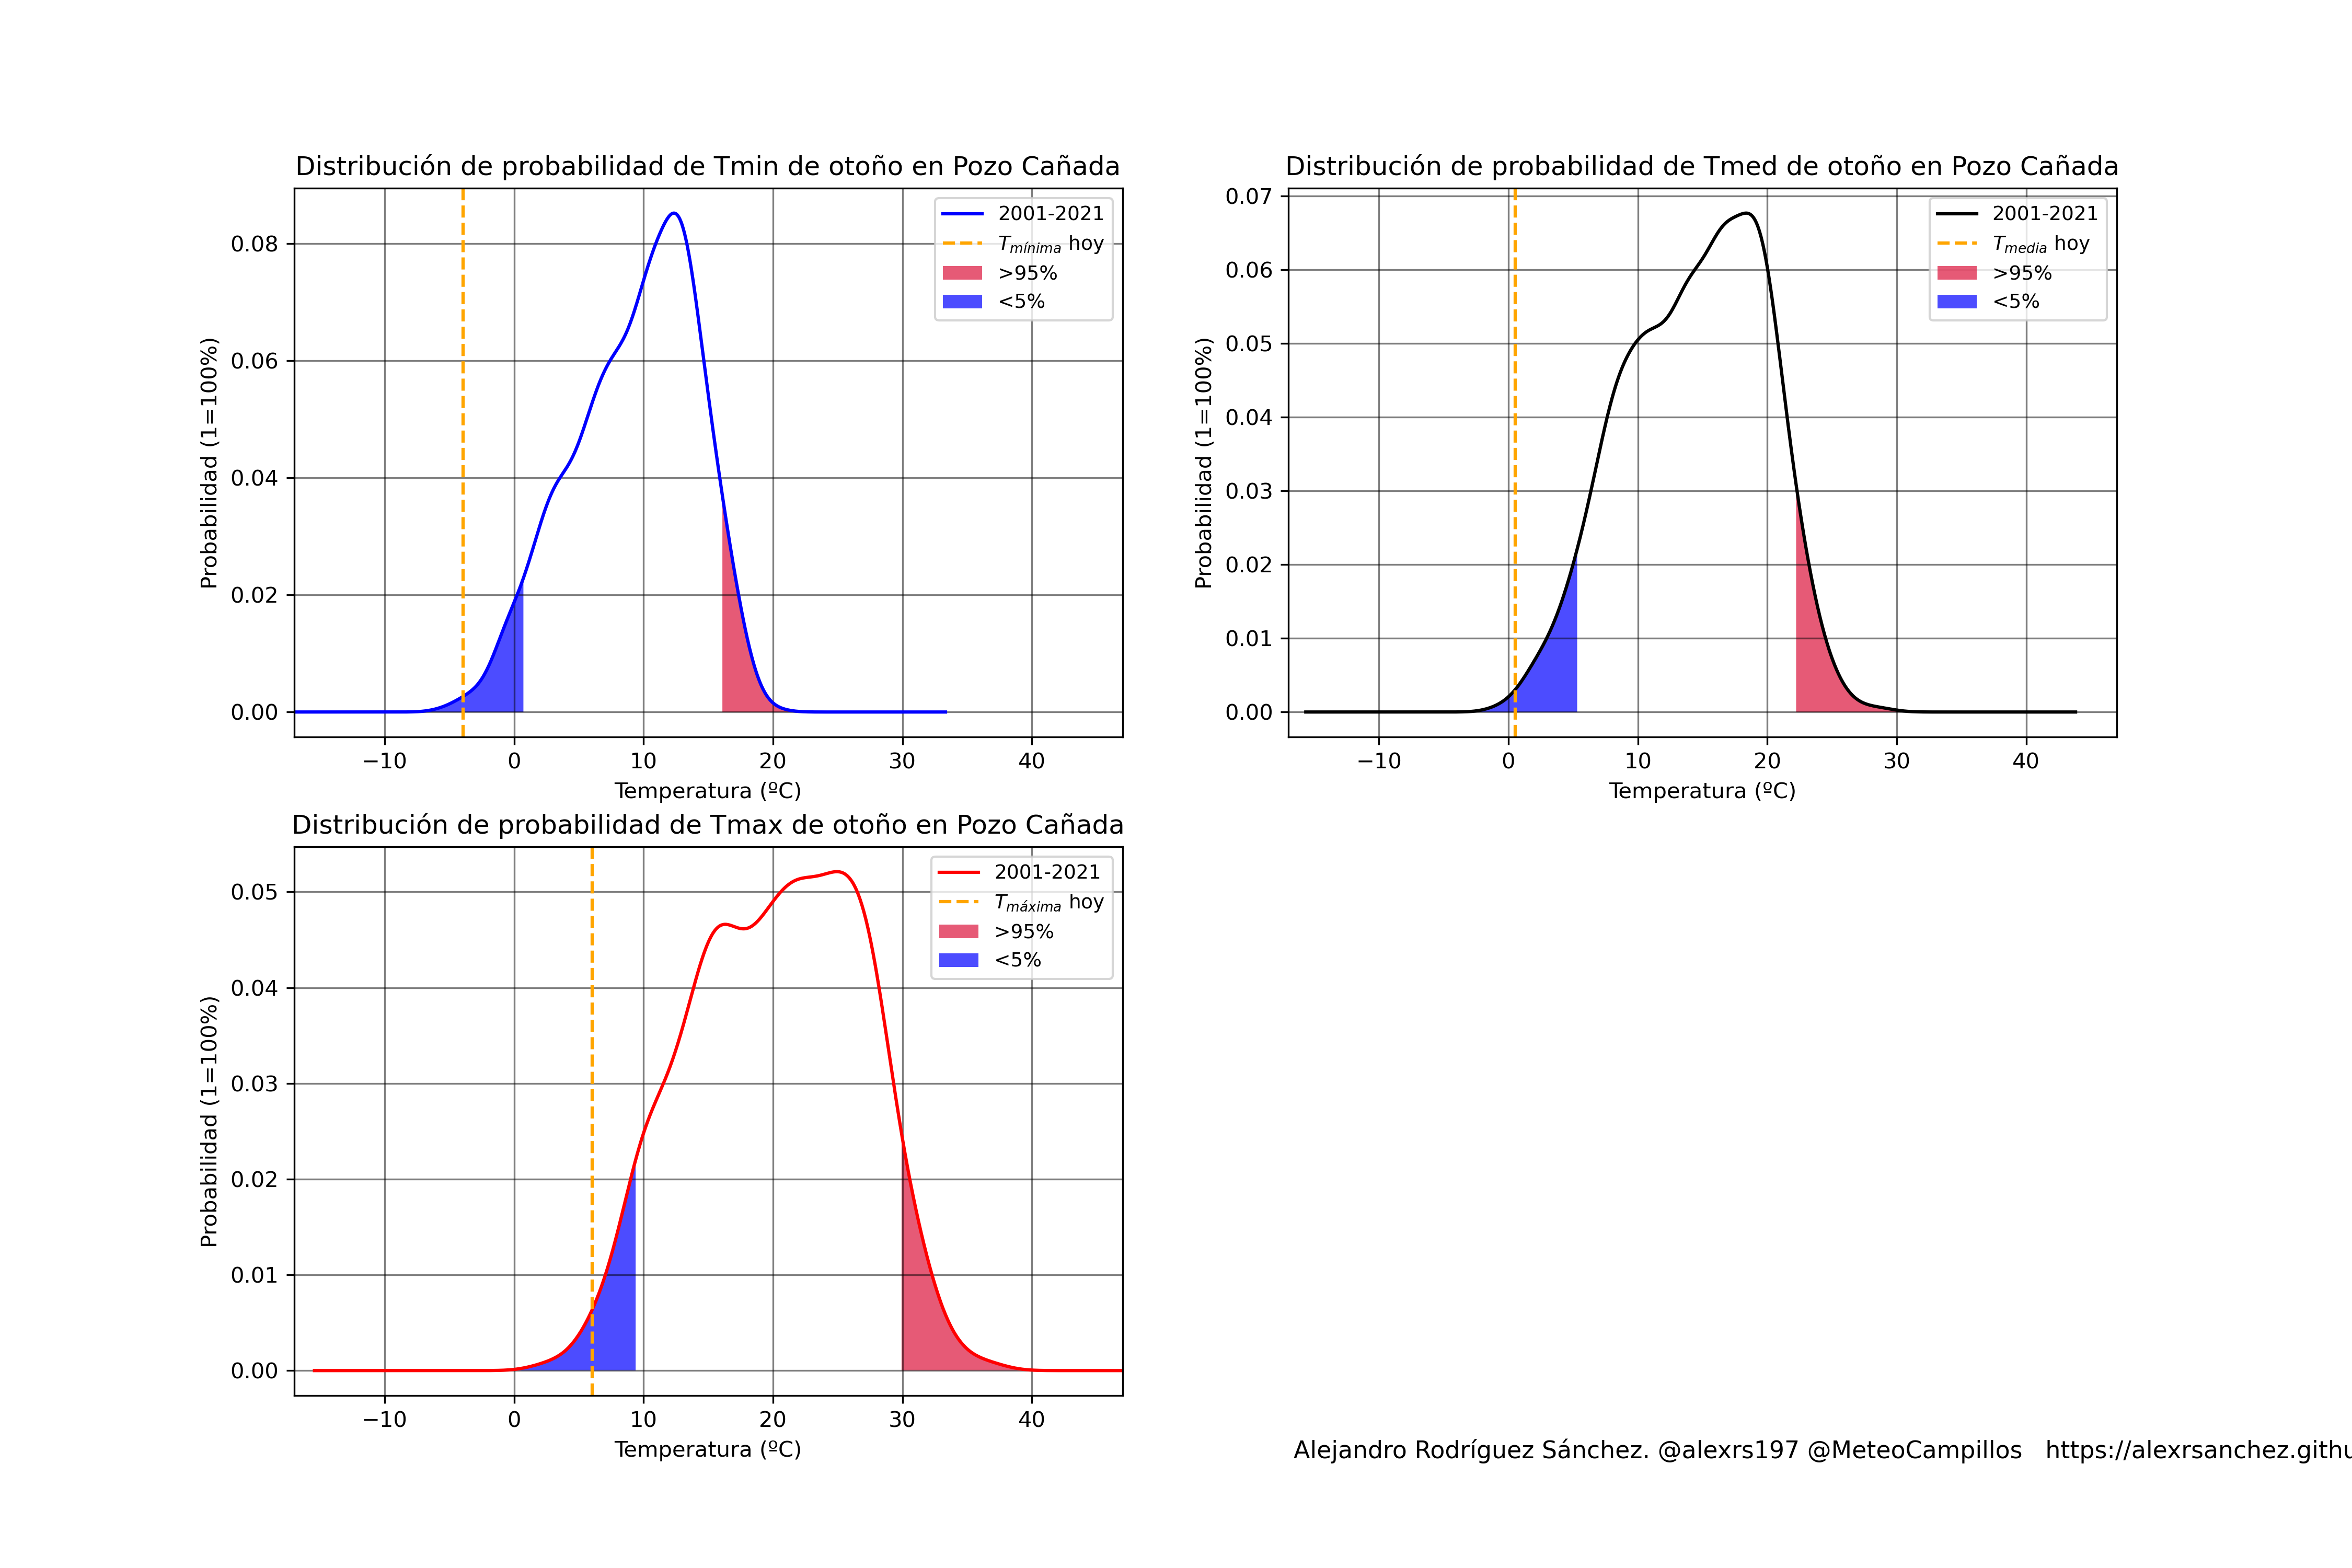 Distribución de probabilidad de Tmin de otoño en Pozo Cañada
Probabilidad (1=100%)
0.08
0.06
0.04
0.02
0.00
2001-2021
Tmínima hoy
>95%
<5%
−10 0 10 20 30 40
Temperatura (ºC)
Distribución de probabilidad de Tmed de otoño en Pozo Cañada
Probabilidad (1=100%)
0.07
0.06
0.05
0.04
0.03
0.02
0.01
0.00
2001-2021
Tmedia hoy
>95%
<5%
−10 0 10 20 30 40
Temperatura (ºC)
Distribución de probabilidad de Tmax de otoño en Pozo Cañada
Probabilidad (1=100%)
0.05
0.04
0.03
0.02
0.01
0.00
2001-2021
Tmáxima hoy
>95%
<5%
−10 0 10 20 30 40
Temperatura (ºC)
Alejandro Rodríguez Sánchez. @alexrs197 @MeteoCampillos https://alexrsanchez.githu